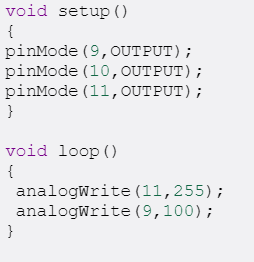 void setup()
{
pinMode(9,OUTPUT);
pinMode(10,OUTPUT);
pinMode(11,OUTPUT);
}

void loop()
{
 analogWrite(11,255);
 analogWrite(9,100);
}